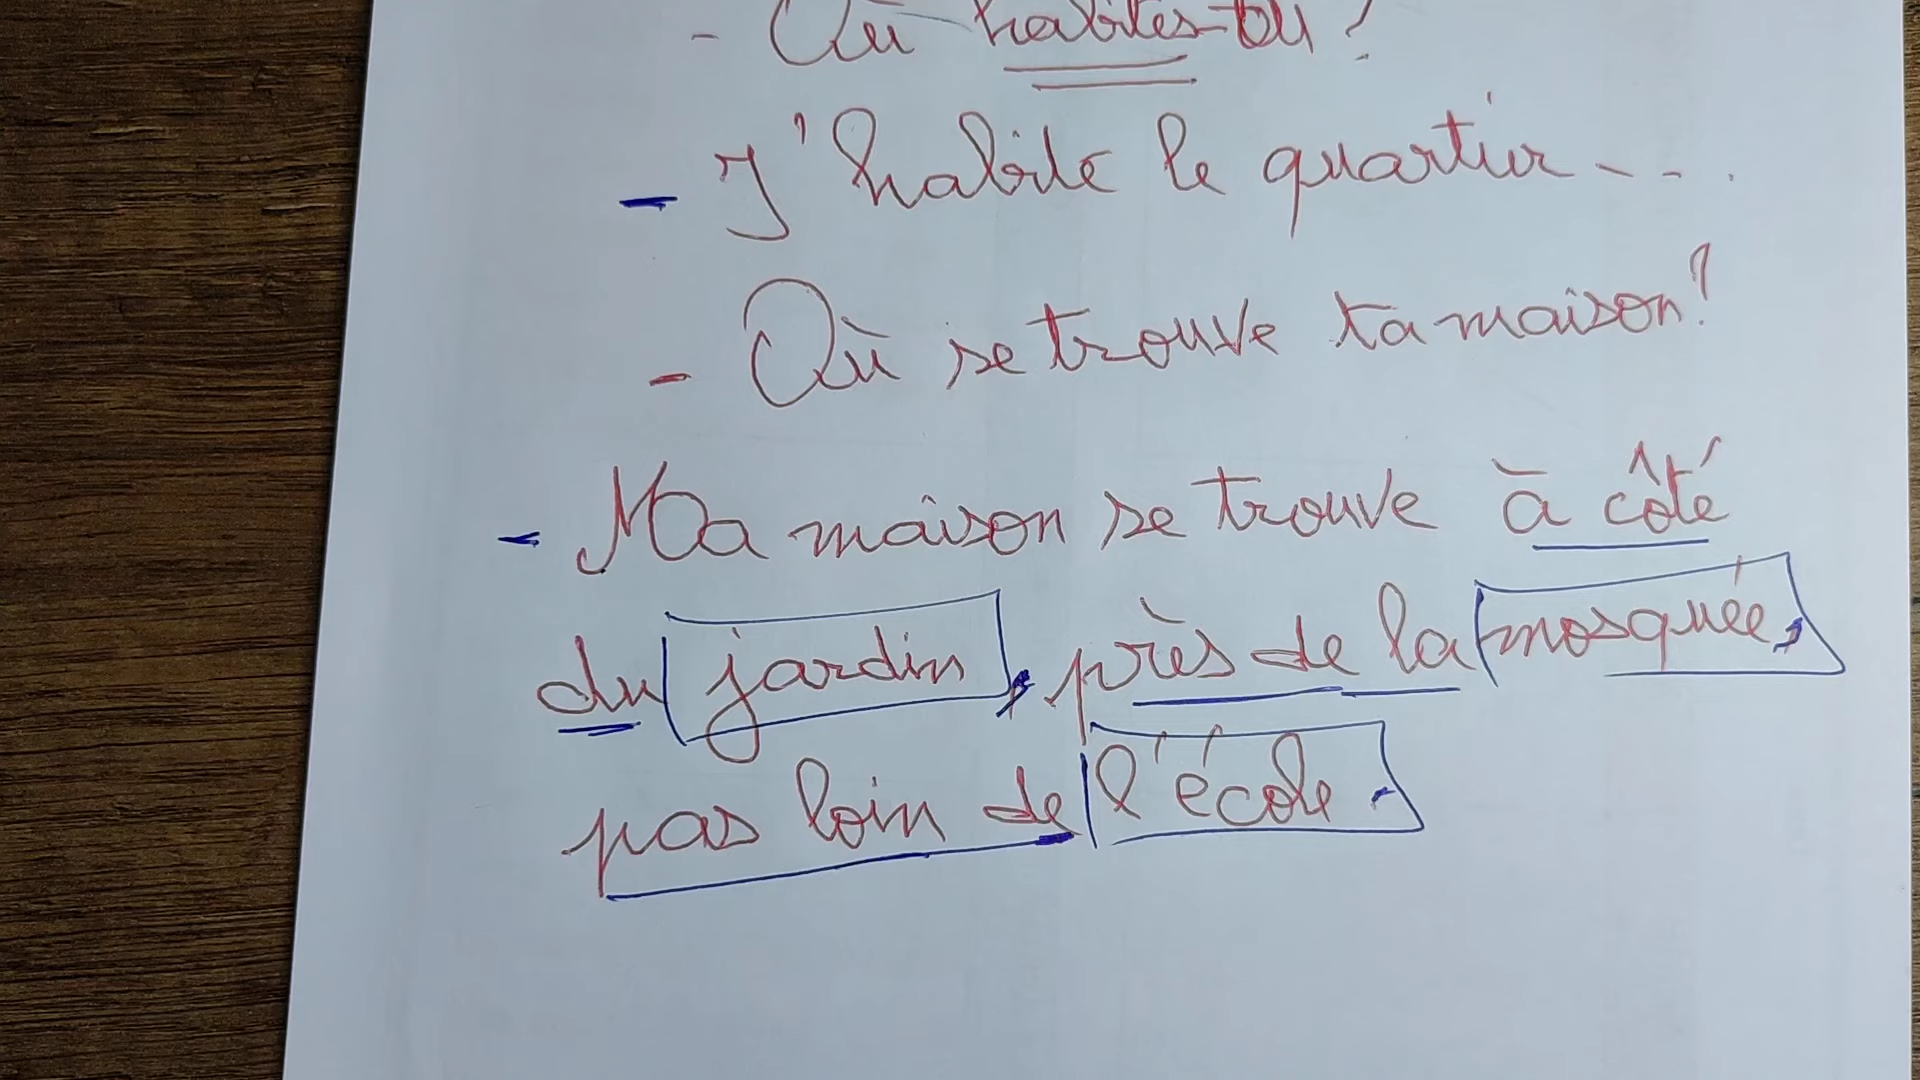 - Où habites-tu ?
- J'habite le quartier - - .
- Où se trouve ta maison ?
- Ma maison se trouve à côté
du jardin, près de la mosquée,
pas loin de l'école.